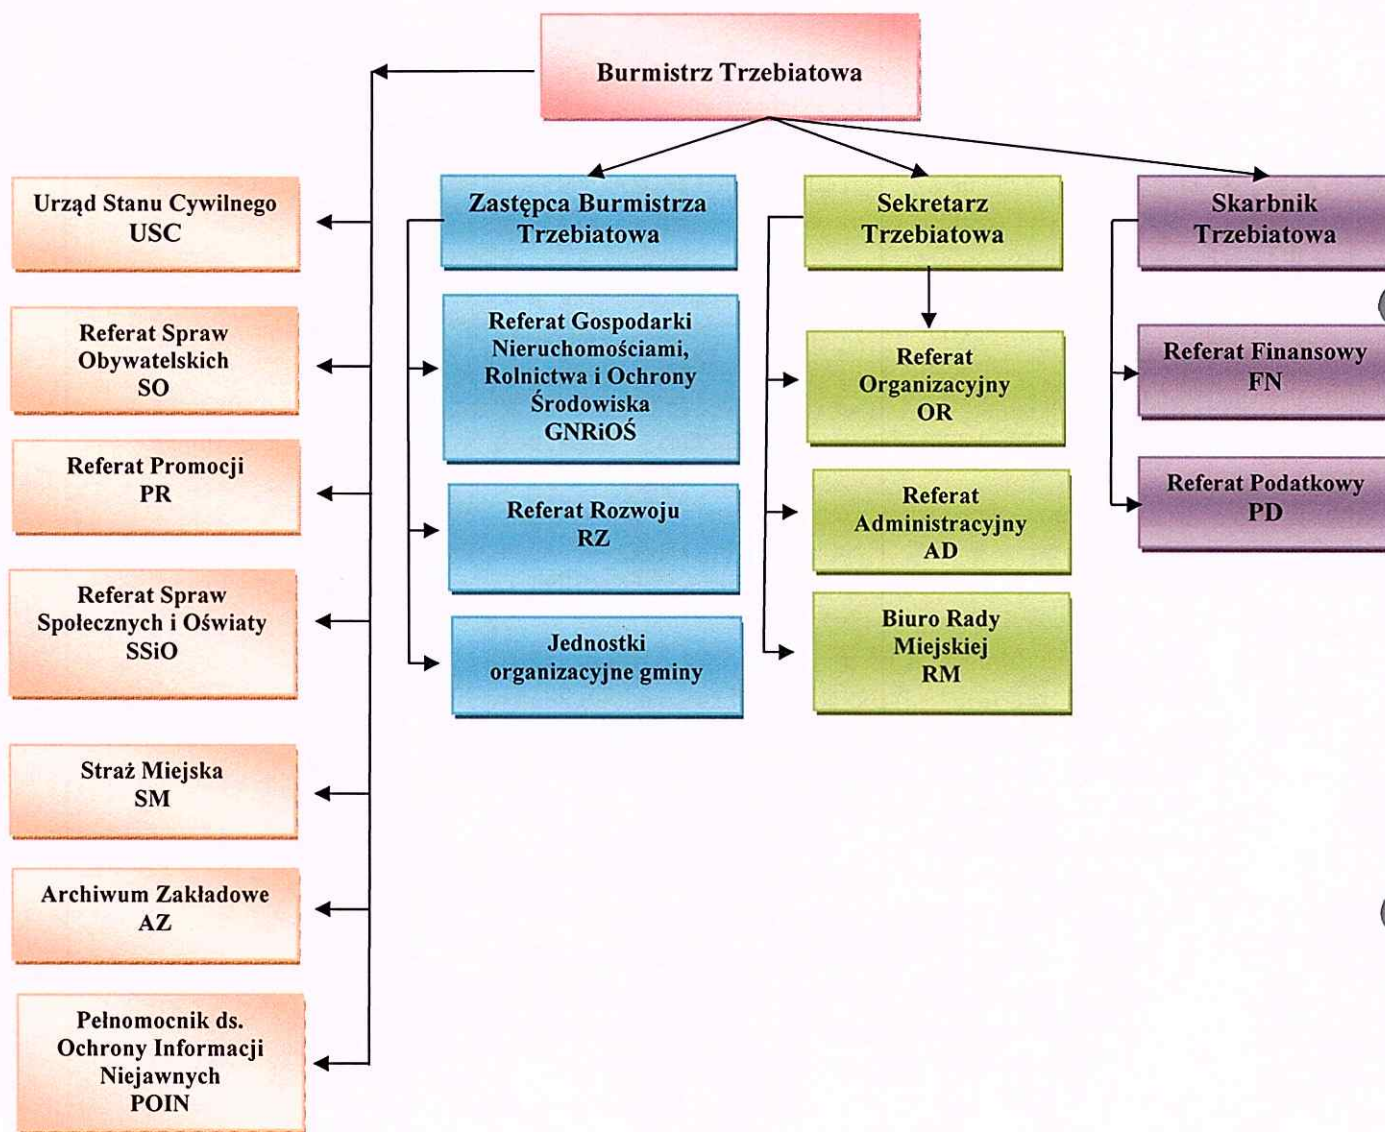 Burmistrz Trzebiatowa
Urząd Stanu Cywilnego
USC
Referat Spraw
Obywatelskich
SO
Referat Promocji
PR
Referat Spraw
Społecznych i Oświaty
SSiO
Straż Miejska
SM
Archiwum Zakładowe
AZ
Pełnomocnik ds.
Ochrony Informacji
Niejawnych
POIN
Zastępca Burmistrza
Trzebiatowa
Referat Gospodarki
Nieruchomościami,
Rolnictwa i Ochrony
Środowiska
GNRiOŚ
Referat Rozwoju
RZ
Jednostki
organizacyjne gminy
Sekretarz
Trzebiatowa
Referat
Organizacyjny
OR
Referat
Administracyjny
AD
Biuro Rady
Miejskiej
RM
Skarbnik
Trzebiatowa
Referat Finansowy
FN
Referat Podatkowy
PD